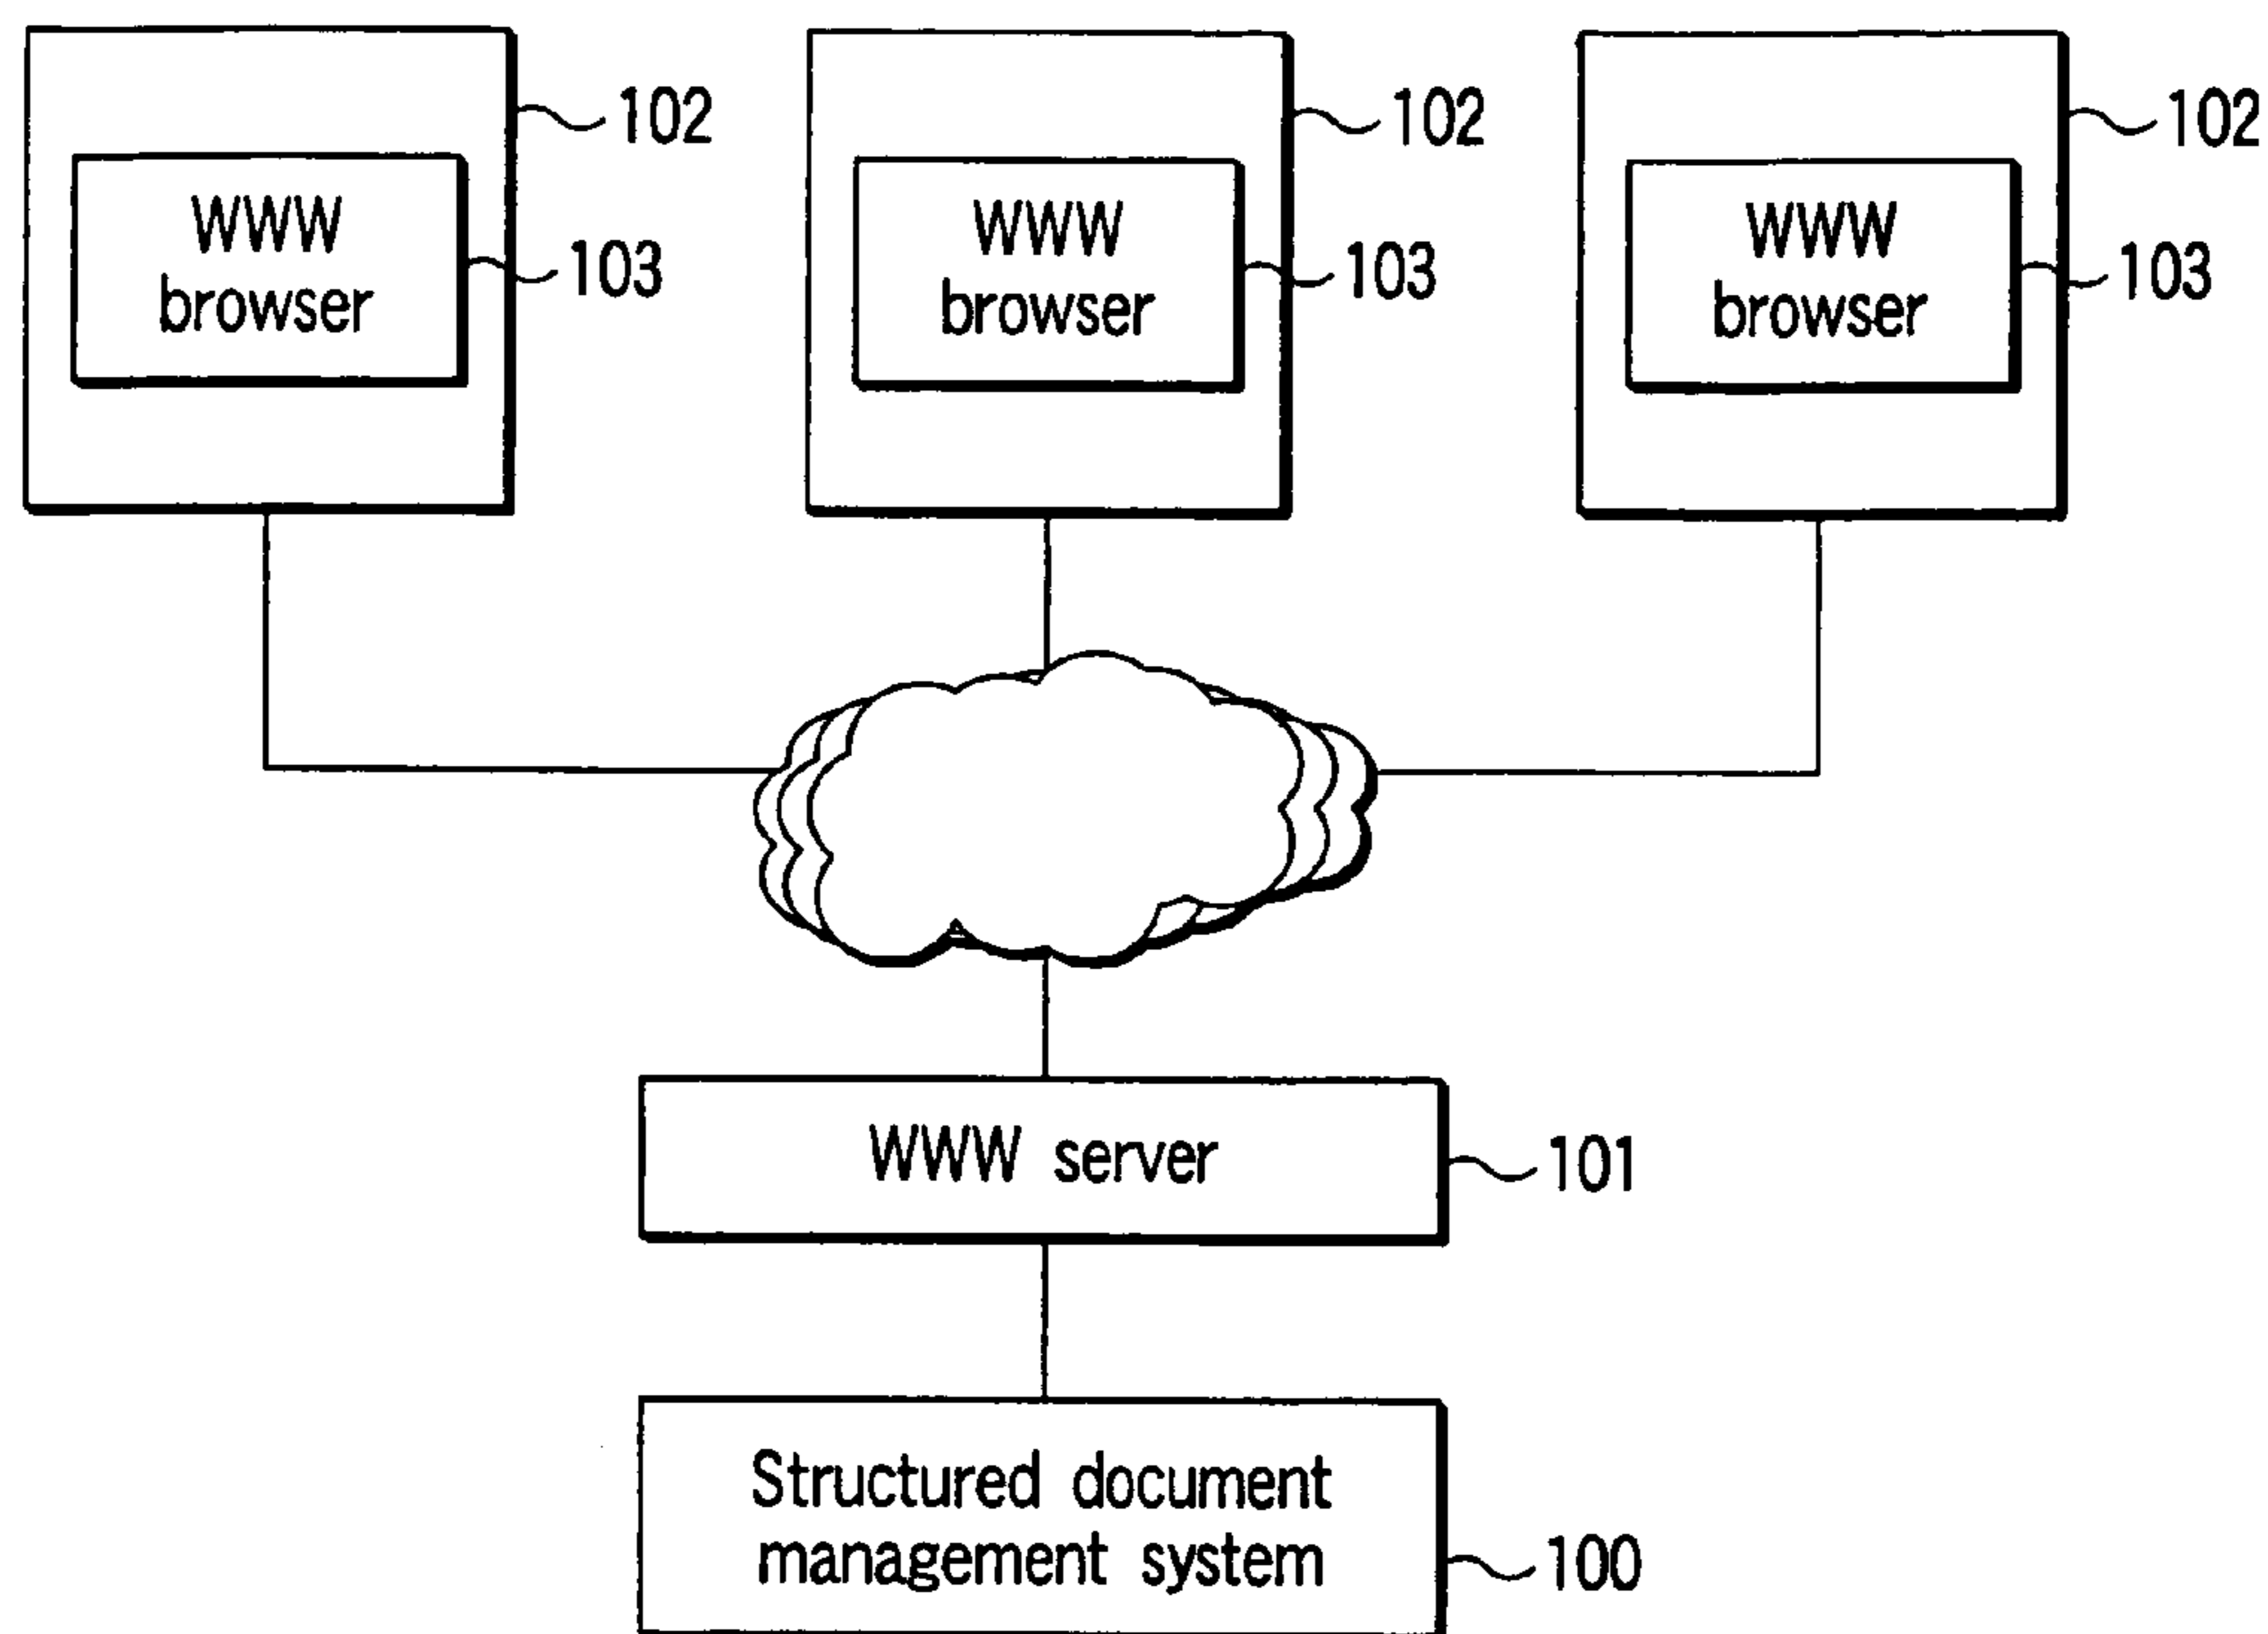 102
102
102
WWW
browser
103
WWW
browser
103
WWW
browser
103
WWW server
101
Structured document
management system
100